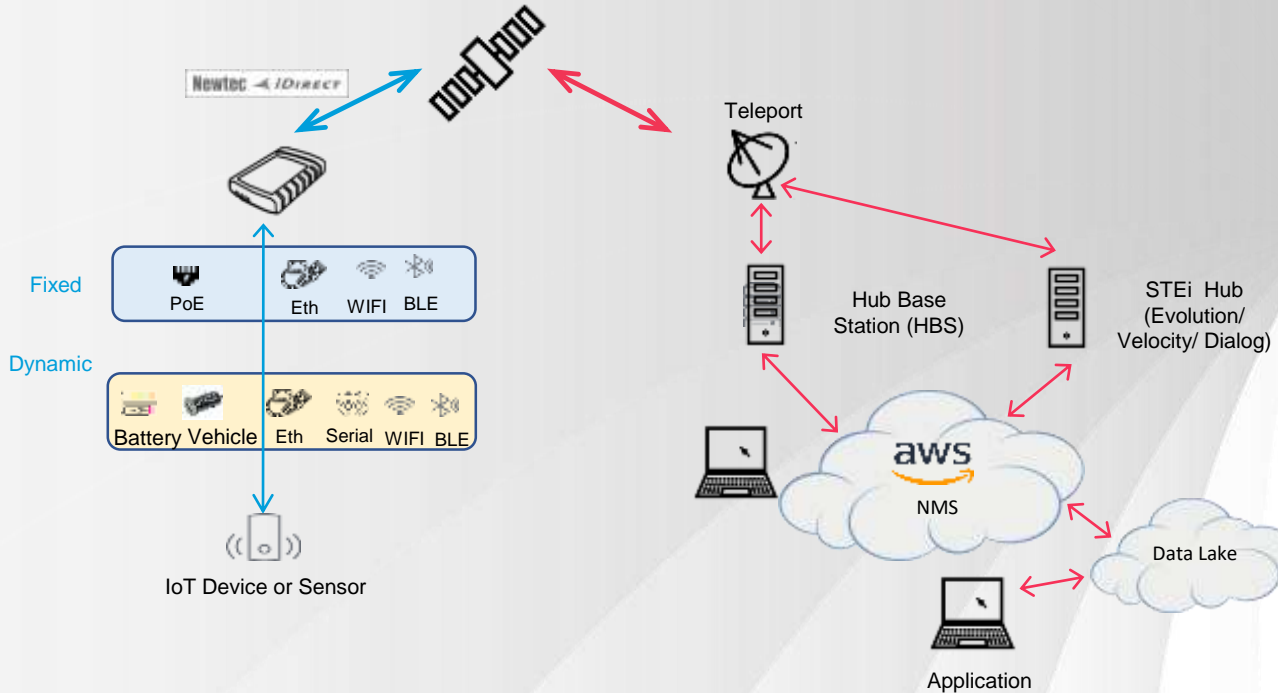 Newtec iDIRECT
Teleport
Fixed
PoE
Eth
WIFI
BLE
Hub Base
Station (HBS)
STEi Hub
(Evolution/
Velocity/ Dialog)
Dynamic
Battery
Vehicle
Eth
Serial
WIFI
BLE
aws
NMS
Data Lake
IoT Device or Sensor
Application